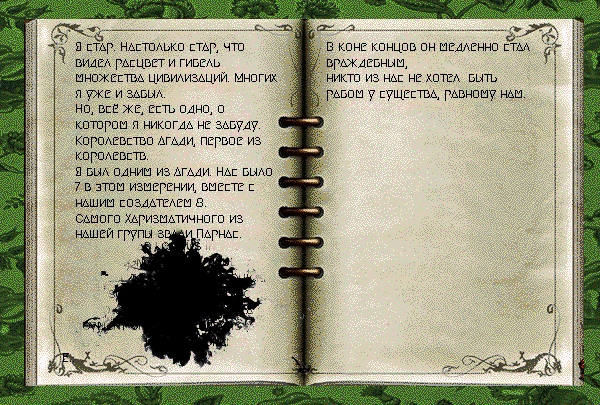 Я стар. Настолько стар, что
видел расцвет и гибель
множества цивилизаций. Многих
я уже и забыл.
Но, всё же, есть одно, о
котором я никогда не забуду.
Королевство Агади, первое из
королевств.
Я был одним из Агади. Нас было
7 в этом измерении, вместе с
нашим создателем 8.
Самого харизматичного из
нашей групы звали Парнас.
В коне концов он медленно стал
враждебным,
никто из нас не хотел быть
рабом у существа, равному нам.